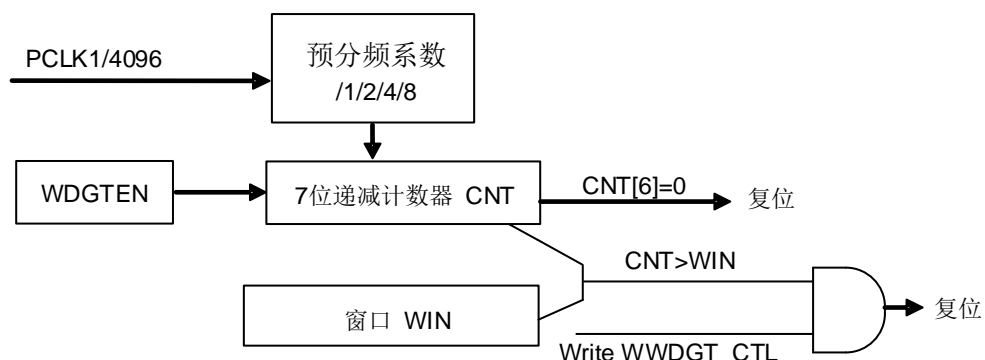 PCLK1/4096
预分频系数
/1/2/4/8
WDGTEN
7位递减计数器 CNT
CNT[6]=0
复位
CNT>WIN
窗口 WIN
复位
Write WWDGT_CTL